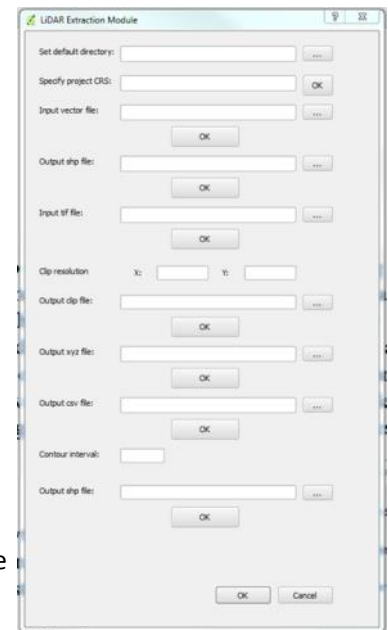 LiDAR Extraction Module
Set default directory: ...
Specify project CRS: OK
Input vector file: ...
OK
Output shp file: ...
OK
Input tif file: ...
OK
Clip resolution X: Y:
Output clip file: ...
OK
Output xyz file: ...
OK
Output csv file: ...
OK
Contour interval:
Output shp file: ...
OK
e
OK Cancel